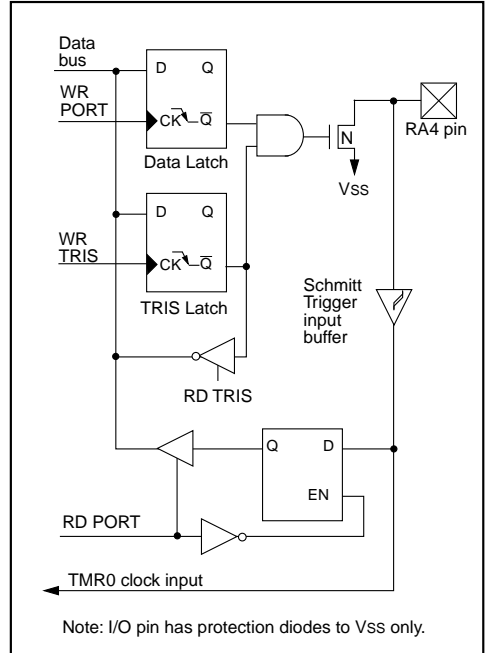 Data
bus
D Q
WR
PORT
CK Q
Data Latch
N
RA4 pin
VSS
D Q
WR
TRIS
CK Q
TRIS Latch
Schmitt
Trigger
input
buffer
RD TRIS
Q D
EN
RD PORT
TMR0 clock input
Note: I/O pin has protection diodes to VSS only.